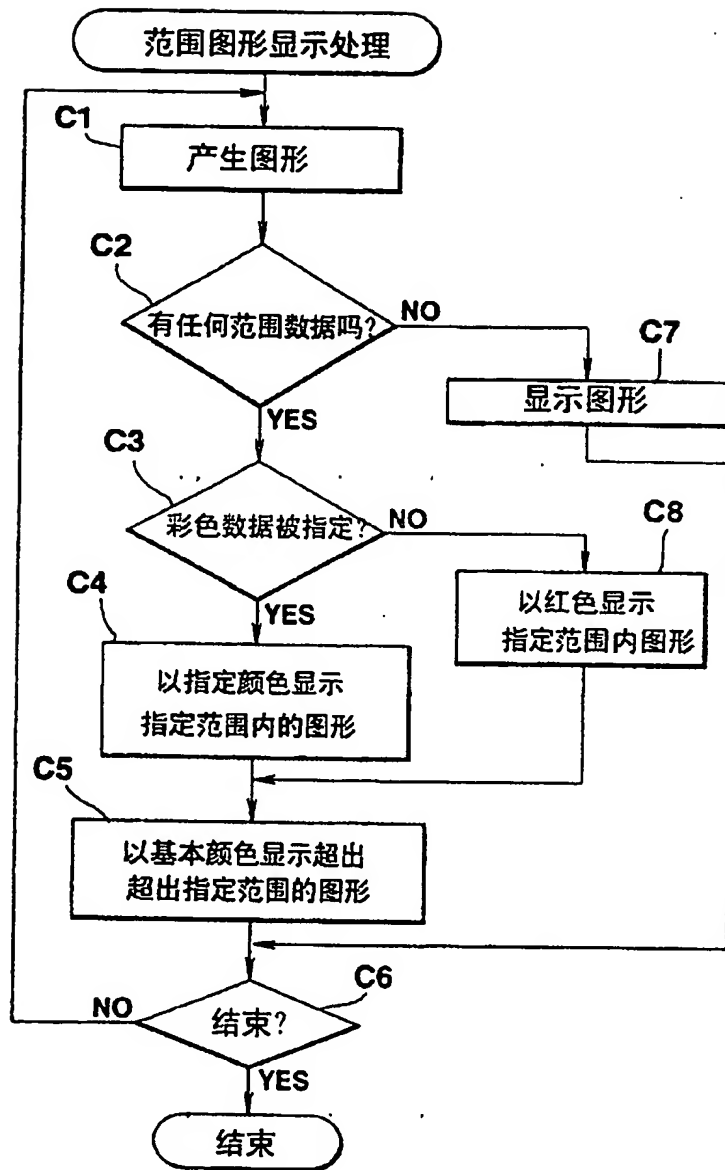 范围图形显示处理
C1
产生图形
C2
有任何范围数据吗?
NO
C7
显示图形
YES
C3
彩色数据被指定?
NO
C8
以红色显示
指定范围内图形
YES
C4
以指定颜色显示
指定范围内的图形
C5
以基本颜色显示超出
超出指定范围的图形
C6
NO
结束?
YES
结束